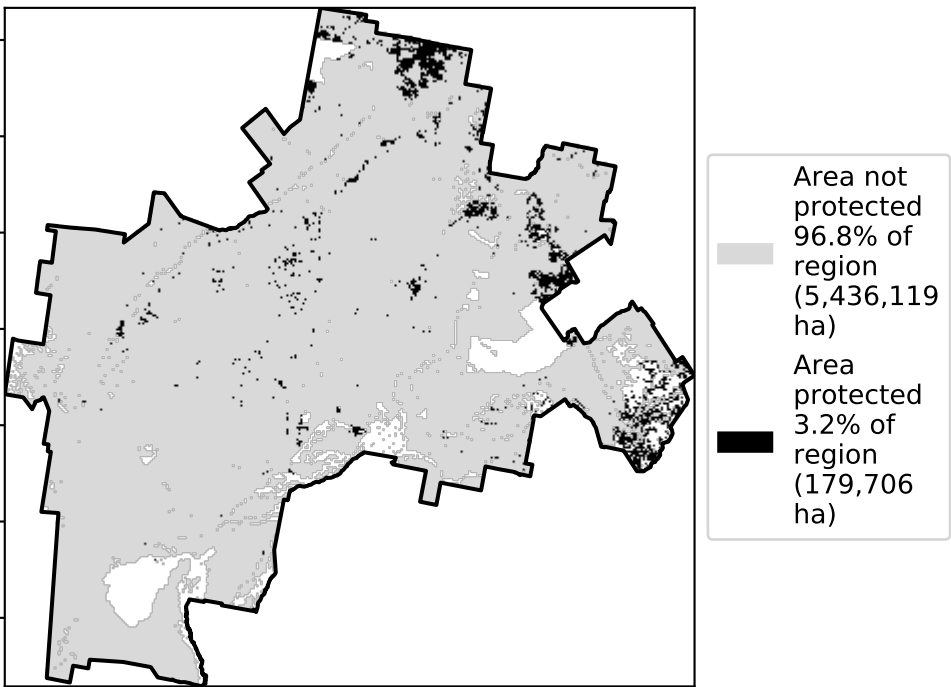 Area not
protected
96.8% of
region
(5,436,119
ha)
Area
protected
3.2% of
region
(179,706
ha)